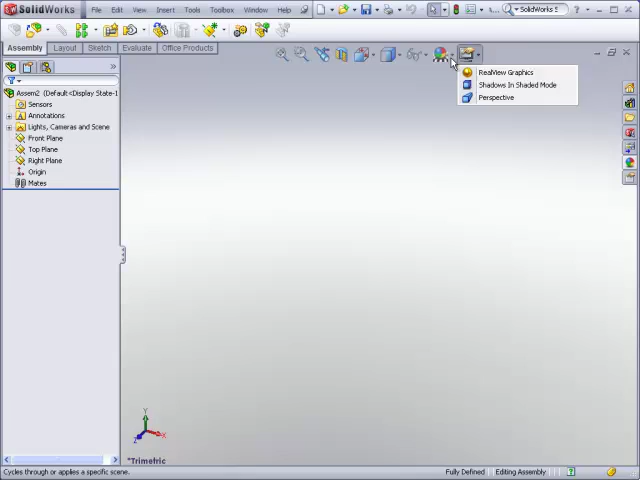 SolidWorks File Edit View Insert Tools Toolbox Window Help SolidWorks S
Assembly Layout Sketch Evaluate Office Products
RealView Graphics
Shadows In Shaded Mode
Perspective
Assem2 (Default<Display State-1
Sensors
Annotations
Lights, Cameras and Scene
Front Plane
Top Plane
Right Plane
Origin
Mates
Y
X
Z
*Trimetric
Cycles through or applies a specific scene. Fully Defined Editing Assembly